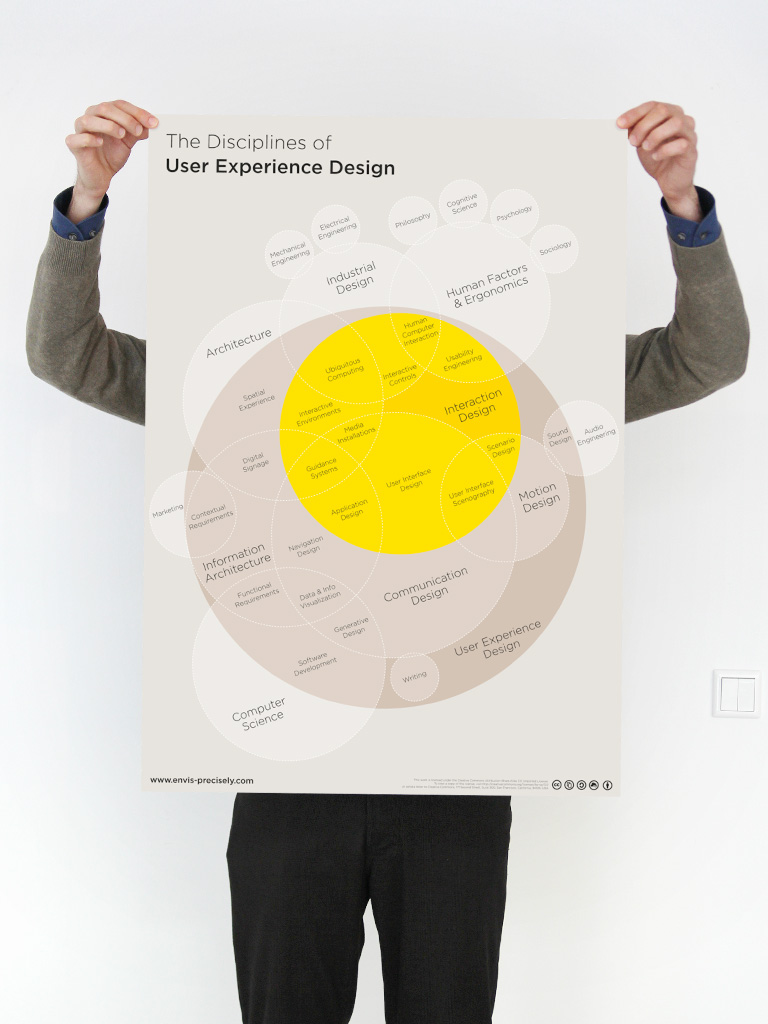 The Disciplines of
User Experience Design
Cognitive
Science
Philosophy
Psychology
Electrical
Engineering
Mechanical
Engineering
Sociology
Industrial
Design
Human Factors
& Ergonomics
Architecture
Human
Computer
Interaction
Usability
Engineering
Ubiquitous
Computing
Interactive
Controls
Spatial
Experience
Interactive
Environments
Interaction
Design
Media
Installations
Sound
Design
Audio
Engineering
Scenario
Design
Digital
Signage
Guidance
Systems
User Interface
Design
User Interface
Scenography
Motion
Design
Marketing
Contextual
Requirements
Application
Design
Navigation
Design
Information
Architecture
Functional
Requirements
Data & Info
Visualization
Communication
Design
Generative
Design
User Experience
Design
Software
Development
Writing
Computer
Science
www.envis-precisely.com